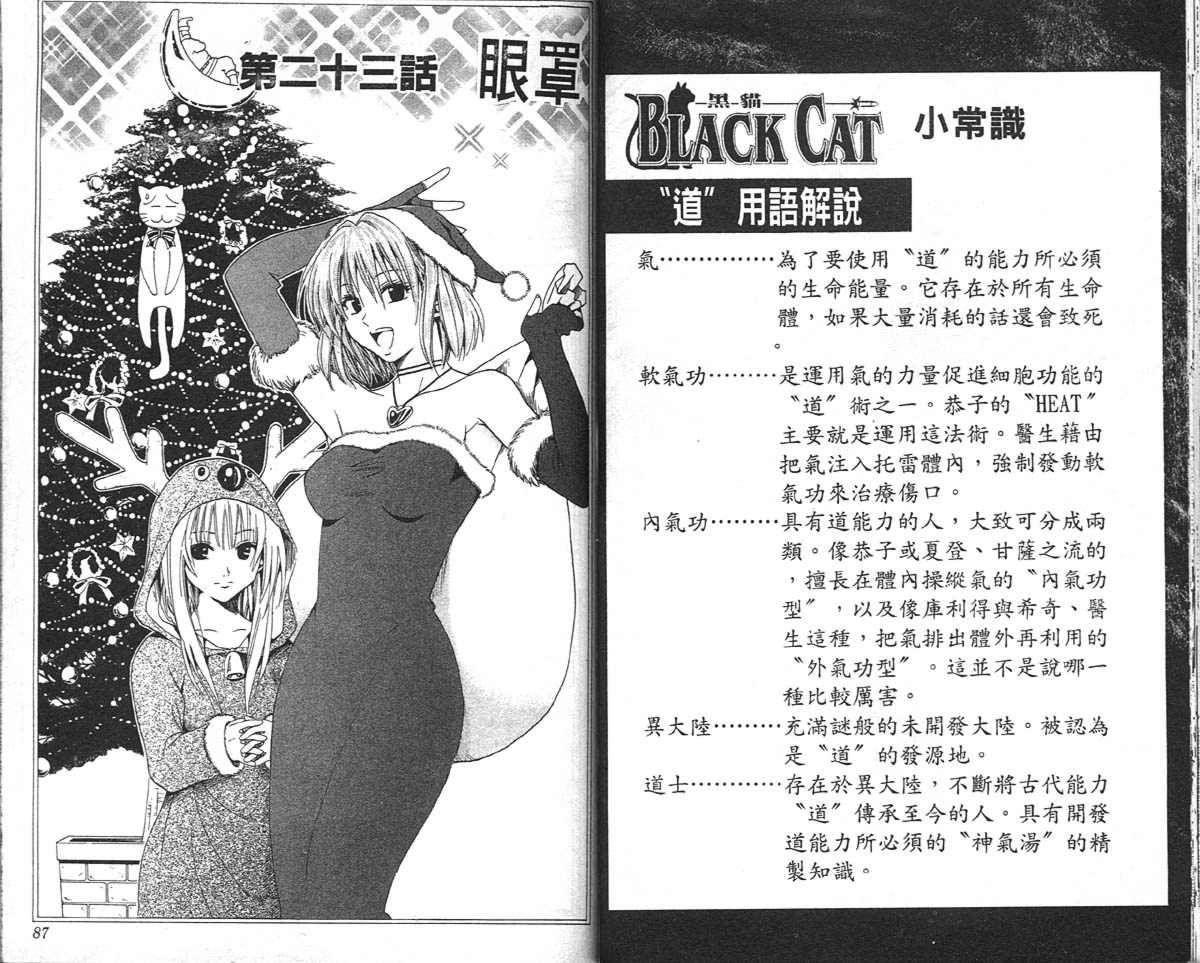 BLACK CAT
黑猫
小常識
〝道〞用語解說
氣……………為了要使用〝道〞的能力所必須
的生命能量。它存在於所有生命
體，如果大量消耗的話還會致死
。
軟氣功………是運用氣的力量促進細胞功能的
〝道〞術之一。恭子的〝HEAT〞
主要就是運用這法術。醫生藉由
把氣注入托雷體內，強制發動軟
氣功來治療傷口。
內氣功………具有道能力的人，大致可分成兩
類。像恭子或夏登、甘薩之流的
，擅長在體內操縱氣的〝內氣功
型〞，以及像庫利得與希奇、醫
生這種，把氣排出體外再利用的
〝外氣功型〞。這並不是說哪一
種比較厲害。
異大陸………充滿謎般的未開發大陸。被認為
是〝道〞的發源地。
道士…………存在於異大陸，不斷將古代能力
〝道〞傳承至今的人。具有開發
道能力所必須的〝神氣湯〞的精
製知識。
第二十三話 眼罩
87